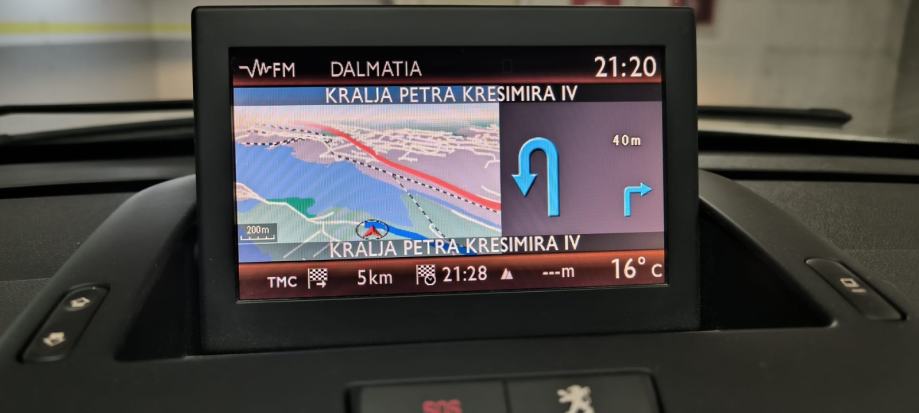 FM DALMATIA 21:20
KRALJA PETRA KRESIMIRA IV
40m
200m
KRALJA PETRA KRESIMIRA IV
TMC 5km 21:28 ---m 16° C
SOS